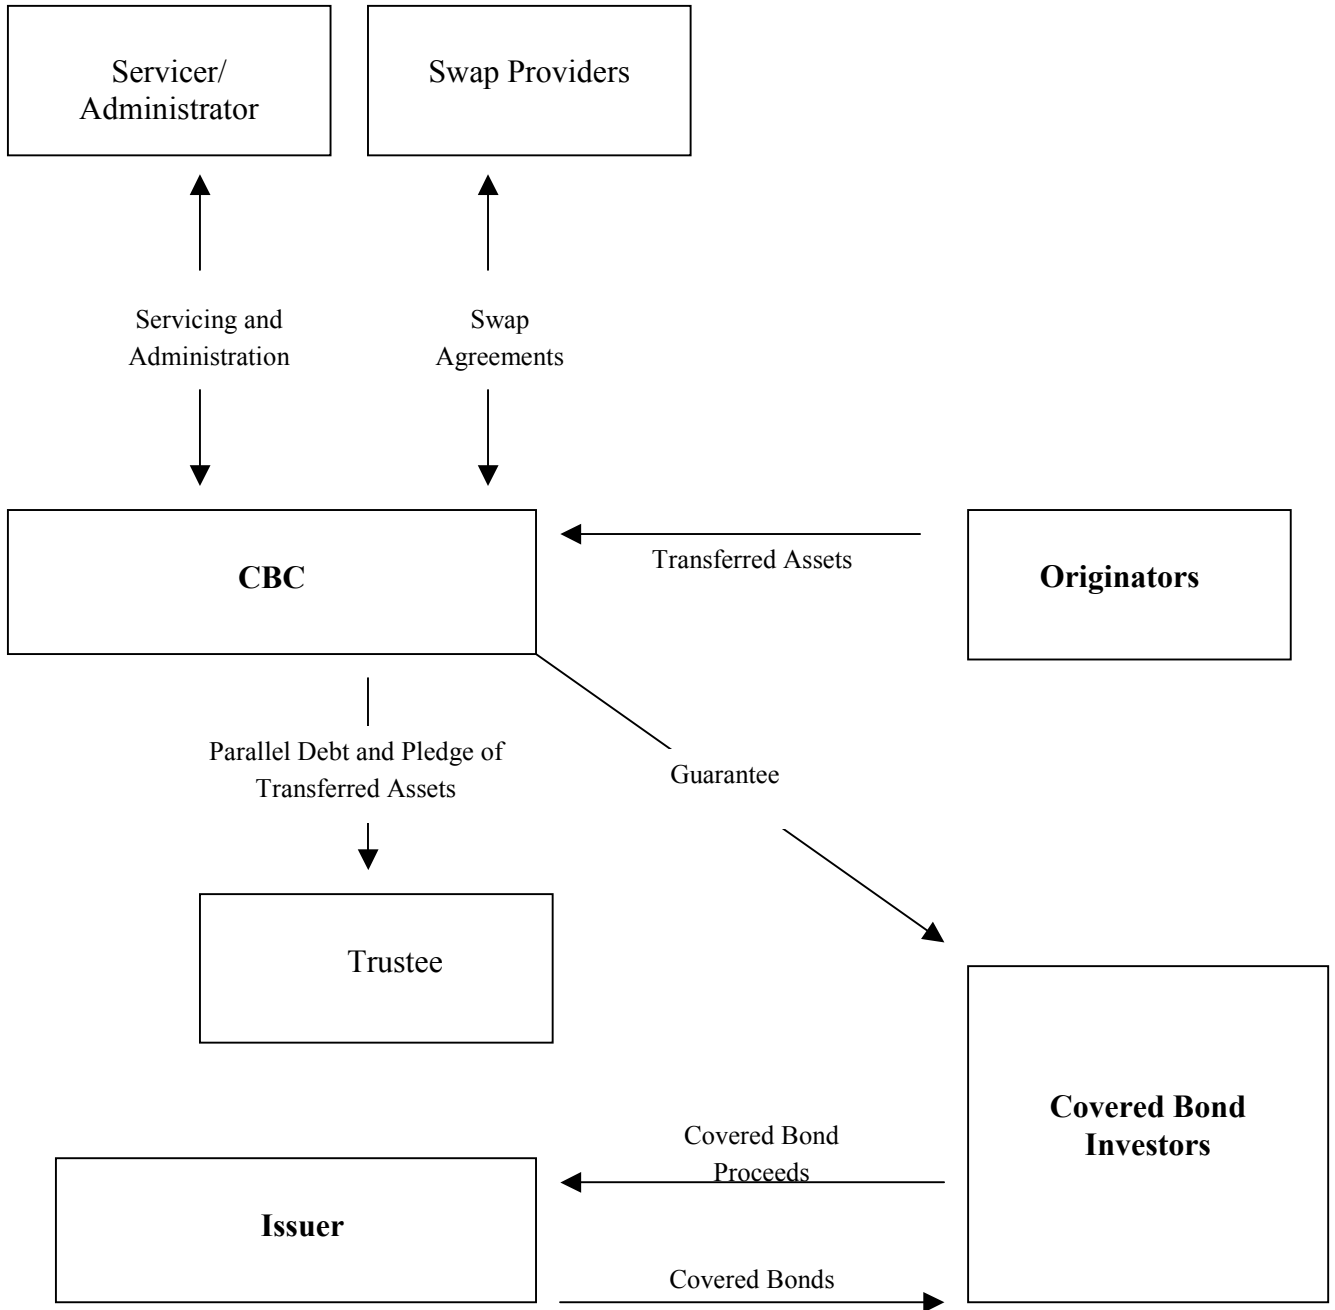 Servicer/
Administrator
Swap Providers
Servicing and
Administration
Swap
Agreements
CBC
Transferred Assets
Originators
Parallel Debt and Pledge of
Transferred Assets
Guarantee
Trustee
Covered Bond
Investors
Covered Bond
Proceeds
Issuer
Covered Bonds